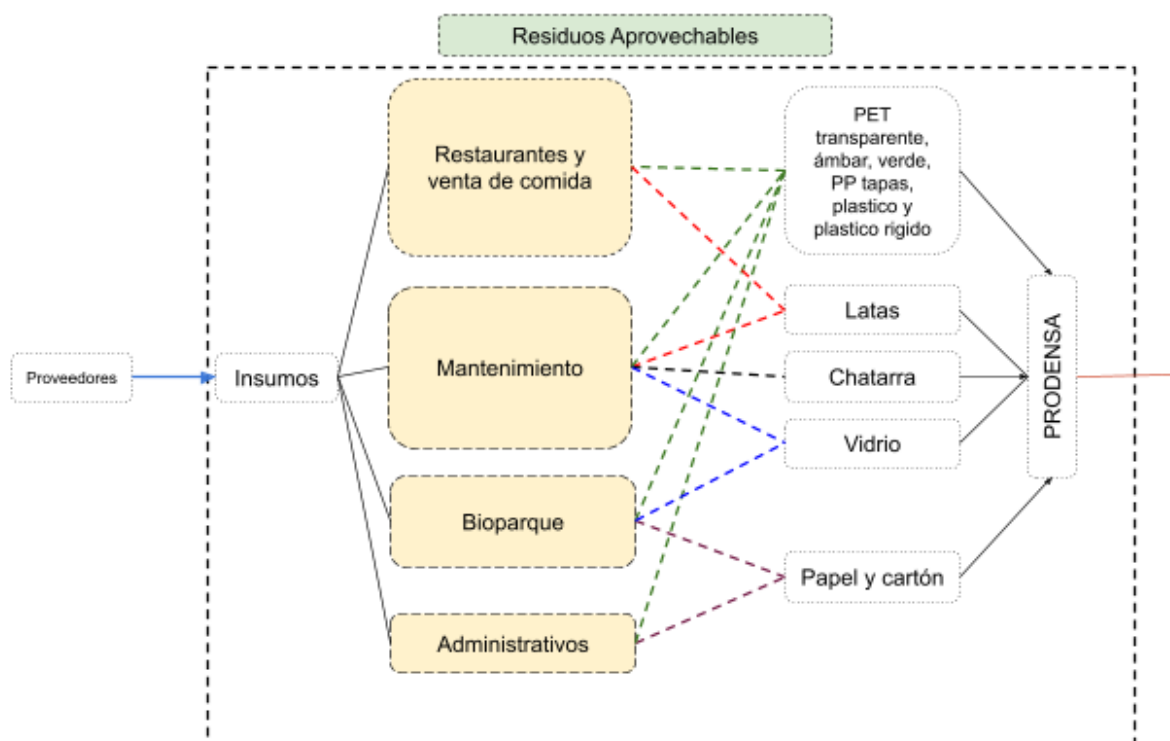 Residuos Aprovechables
Proveedores
Insumos
Restaurantes y
venta de comida
Mantenimiento
Bioparque
Administrativos
PET
transparente,
ámbar, verde,
PP tapas,
plastico y
plastico rigido
Latas
Chatarra
Vidrio
Papel y cartón
PRODENSA